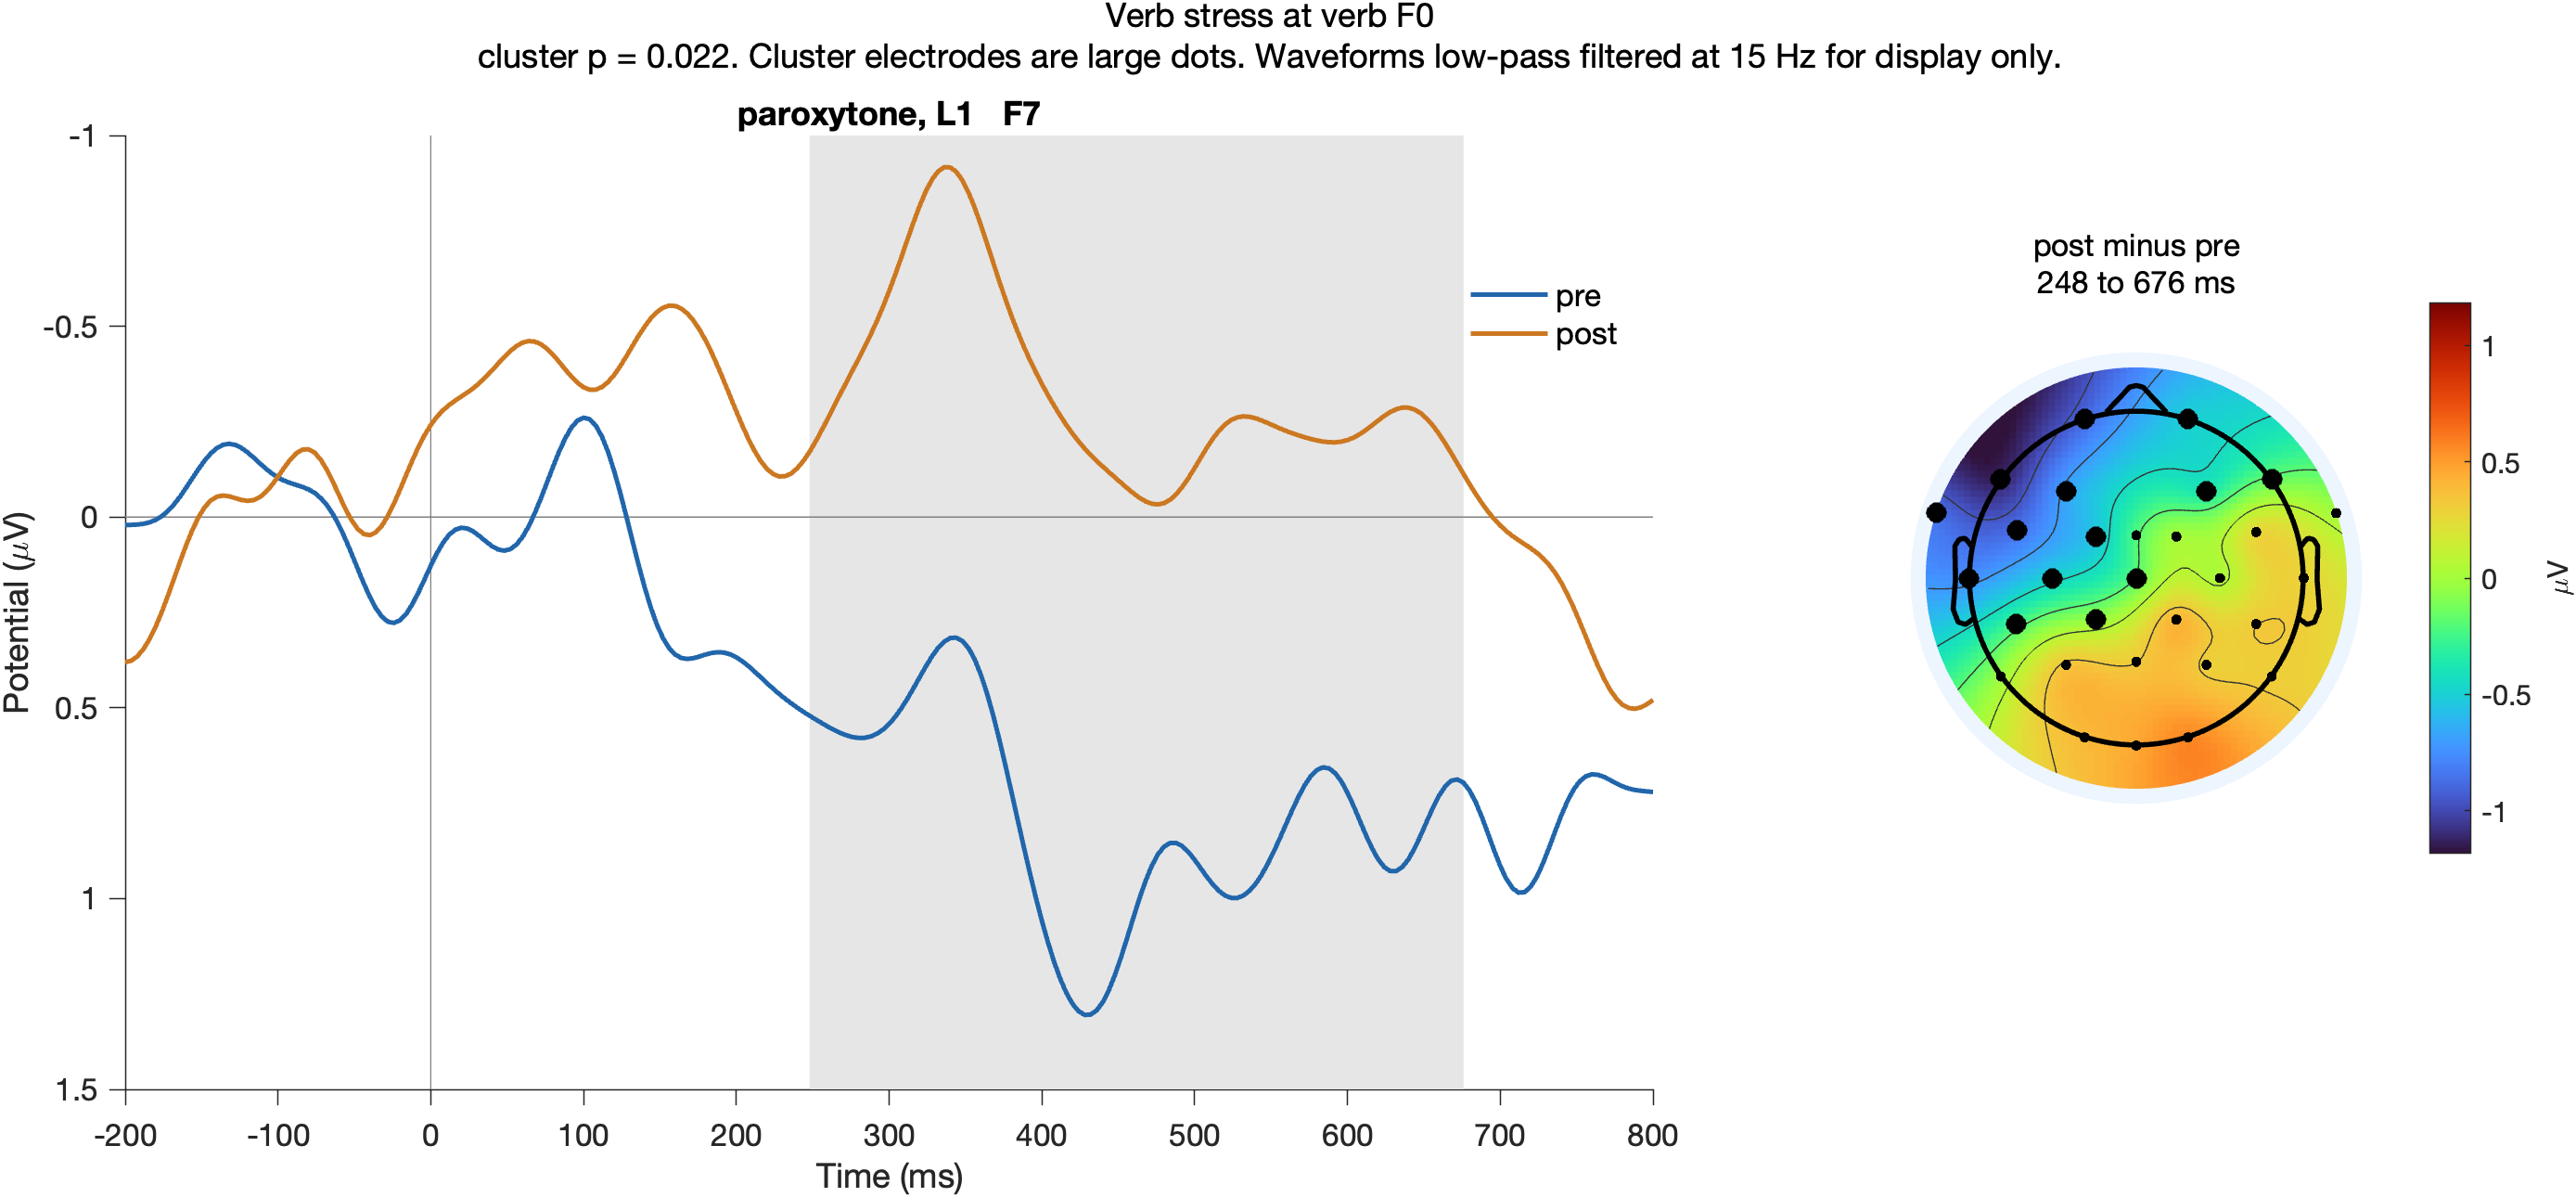 Verb stress at verb F0
cluster p = 0.022. Cluster electrodes are large dots. Waveforms low-pass filtered at 15 Hz for display only.
paroxytone, L1   F7
-1
-0.5
0
0.5
1
1.5
Potential (μV)
-200
-100
0
100
200
300
400
500
600
700
800
Time (ms)
pre
post
post minus pre
248 to 676 ms
1
0.5
0
-0.5
-1
μV